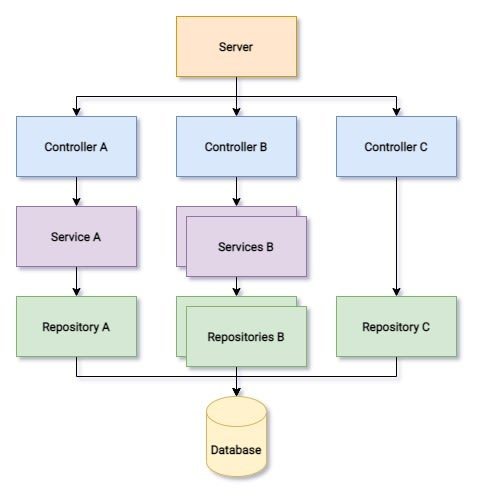 Server
Controller A
Controller B
Controller C
Service A
Services B
Repository A
Repositories B
Repository C
Database